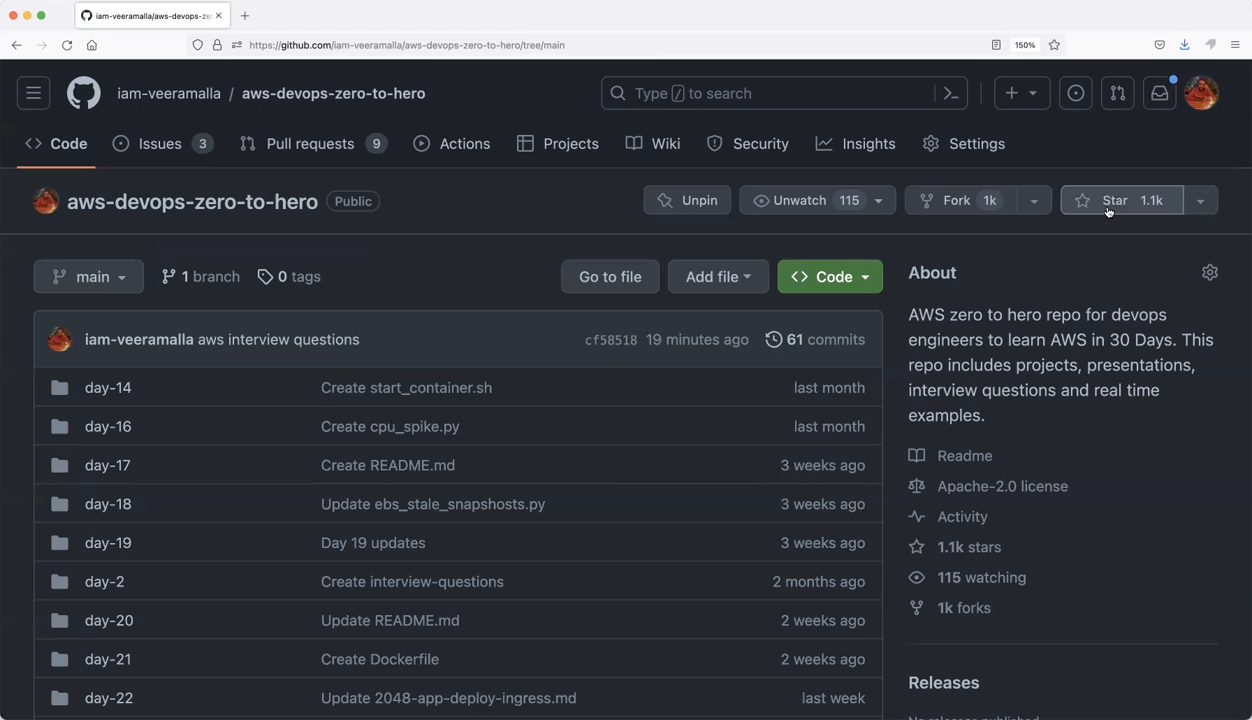 iam-veeramalla/aws-devops-zer
https://github.com/iam-veeramalla/aws-devops-zero-to-hero/tree/main
150%
iam-veeramalla / aws-devops-zero-to-hero
Type / to search
Code
Issues 3
Pull requests 9
Actions
Projects
Wiki
Security
Insights
Settings
aws-devops-zero-to-hero Public
Unpin
Unwatch 115
Fork 1k
Star 1.1k
main
1 branch
0 tags
Go to file
Add file
Code
iam-veeramalla aws interview questions cf58518 19 minutes ago 61 commits
day-14 Create start_container.sh last month
day-16 Create cpu_spike.py last month
day-17 Create README.md 3 weeks ago
day-18 Update ebs_stale_snapshots.py 3 weeks ago
day-19 Day 19 updates 3 weeks ago
day-2 Create interview-questions 2 months ago
day-20 Update README.md 2 weeks ago
day-21 Create Dockerfile 2 weeks ago
day-22 Update 2048-app-deploy-ingress.md last week
About
AWS zero to hero repo for devops
engineers to learn AWS in 30 Days. This
repo includes projects, presentations,
interview questions and real time
examples.
Readme
Apache-2.0 license
Activity
1.1k stars
115 watching
1k forks
Releases